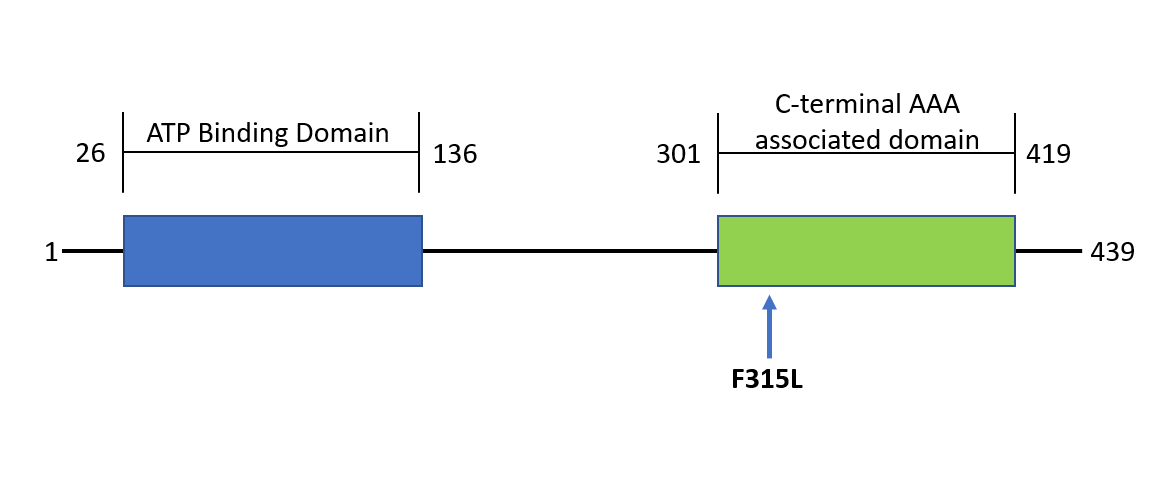 C-terminal AAA
associated domain
ATP Binding Domain
26
136
301
419
1
439
F315L